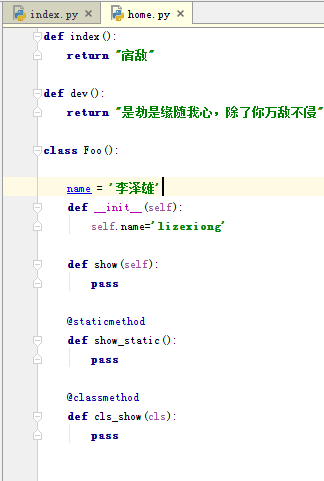 index.py × home.py ×
def index():
    return "宿敌"
def dev():
    return "是劫是缘随我心，除了你万敌不侵"
class Foo():
    name = '李泽雄'
    def __init__(self):
        self.name='lizexiong'
    def show(self):
        pass
    @staticmethod
    def show_static():
        pass
    @classmethod
    def cls_show(cls):
        pass